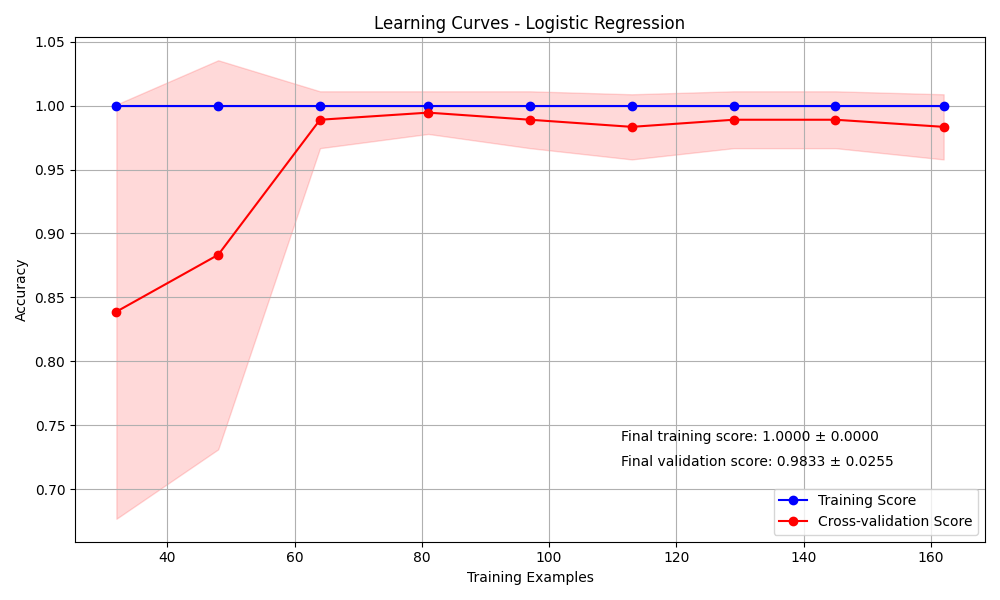 Learning Curves - Logistic Regression
1.05
1.00
0.95
0.90
0.85
0.80
0.75
0.70
Accuracy
Final training score: 1.0000 ± 0.0000
Final validation score: 0.9833 ± 0.0255
Training Score
Cross-validation Score
40 60 80 100 120 140 160
Training Examples